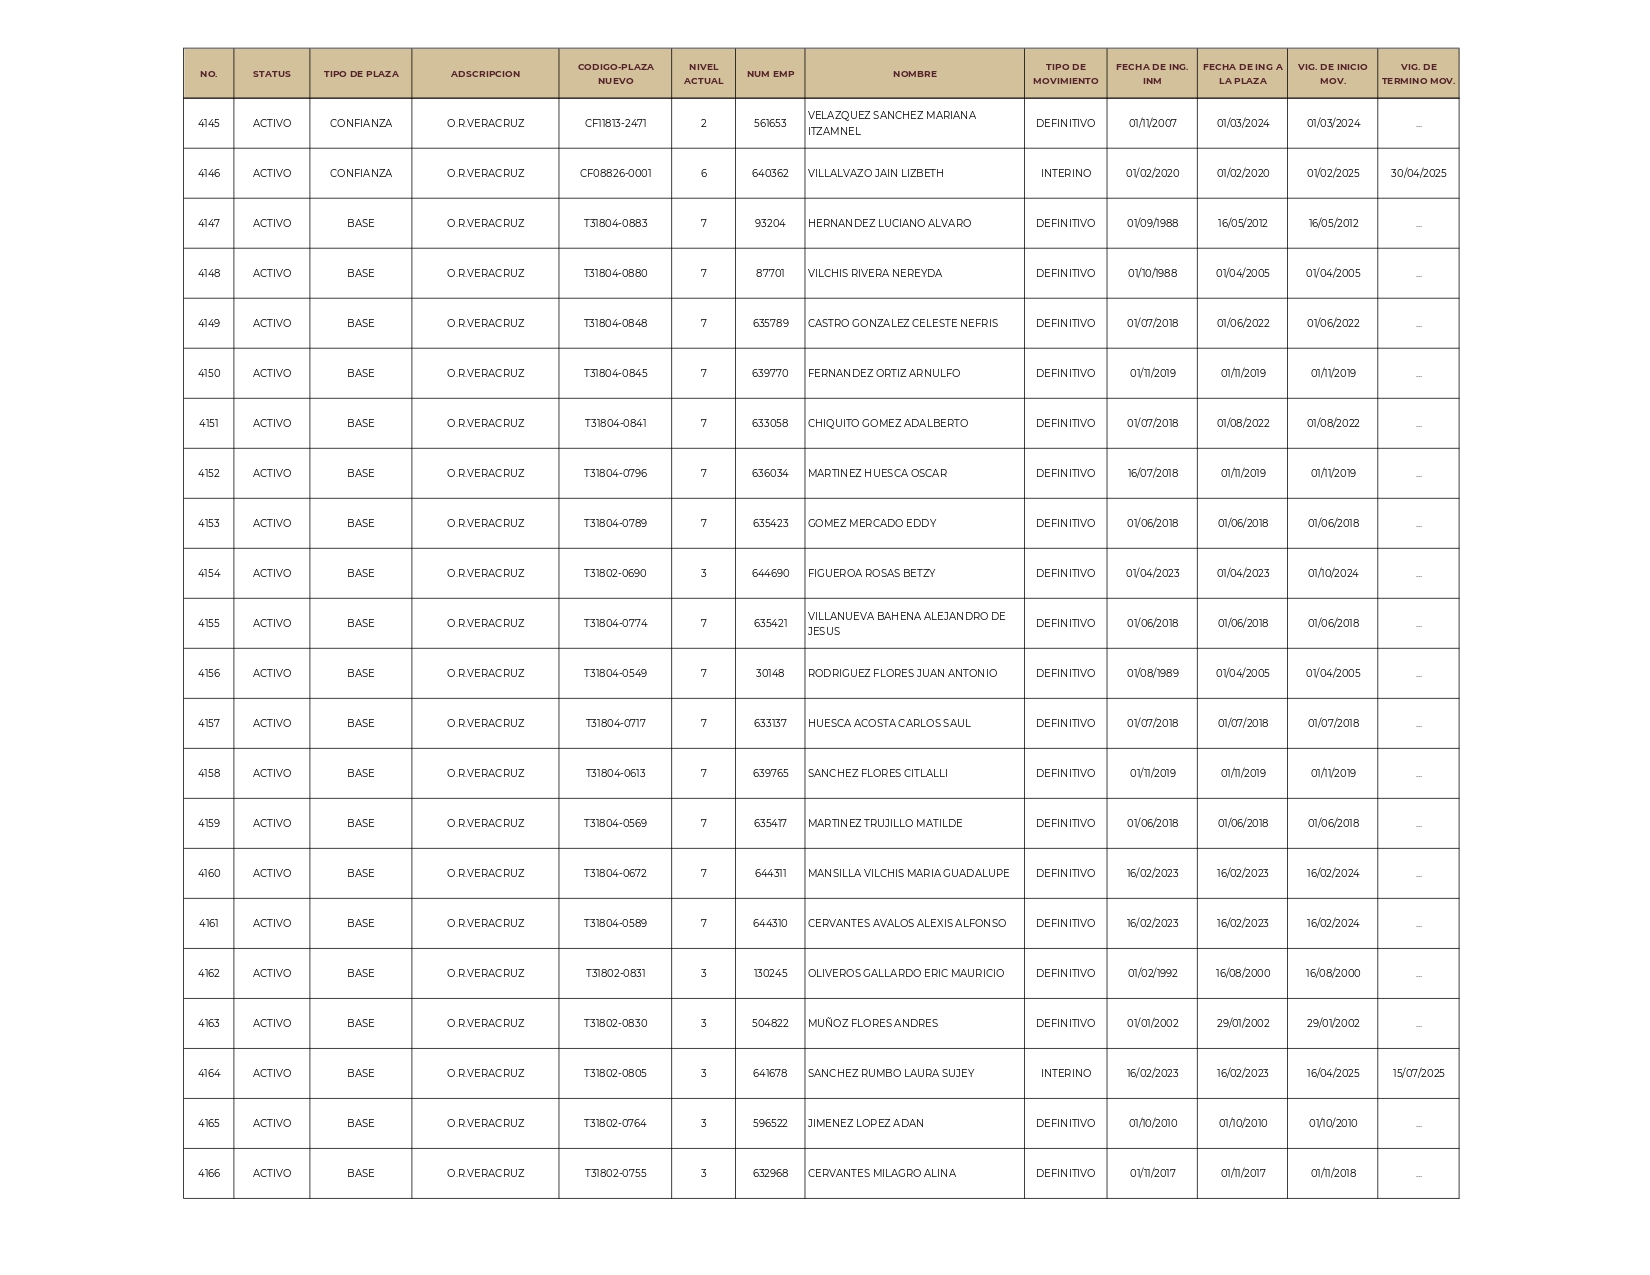 NO. STATUS TIPO DE PLAZA ADSCRIPCION CODIGO-PLAZA NUEVO NIVEL ACTUAL NUM EMP NOMBRE TIPO DE MOVIMIENTO FECHA DE ING. INM FECHA DE ING A LA PLAZA VIG. DE INICIO MOV. VIG. DE TERMINO MOV.
4145 ACTIVO CONFIANZA O.R.VERACRUZ CF11813-2471 2 561653 VELAZQUEZ SANCHEZ MARIANA ITZAMNEL DEFINITIVO 01/11/2007 01/03/2024 01/03/2024 ...
4146 ACTIVO CONFIANZA O.R.VERACRUZ CF08826-0001 6 640362 VILLALVAZO JAIN LIZBETH INTERINO 01/02/2020 01/02/2020 01/02/2025 30/04/2025
4147 ACTIVO BASE O.R.VERACRUZ T31804-0883 7 93204 HERNANDEZ LUCIANO ALVARO DEFINITIVO 01/09/1988 16/05/2012 16/05/2012 ...
4148 ACTIVO BASE O.R.VERACRUZ T31804-0880 7 87701 VILCHIS RIVERA NEREYDA DEFINITIVO 01/10/1988 01/04/2005 01/04/2005 ...
4149 ACTIVO BASE O.R.VERACRUZ T31804-0848 7 635789 CASTRO GONZALEZ CELESTE NEFRIS DEFINITIVO 01/07/2018 01/06/2022 01/06/2022 ...
4150 ACTIVO BASE O.R.VERACRUZ T31804-0845 7 639770 FERNANDEZ ORTIZ ARNULFO DEFINITIVO 01/11/2019 01/11/2019 01/11/2019 ...
4151 ACTIVO BASE O.R.VERACRUZ T31804-0841 7 633058 CHIQUITO GOMEZ ADALBERTO DEFINITIVO 01/07/2018 01/08/2022 01/08/2022 ...
4152 ACTIVO BASE O.R.VERACRUZ T31804-0796 7 636034 MARTINEZ HUESCA OSCAR DEFINITIVO 16/07/2018 01/11/2019 01/11/2019 ...
4153 ACTIVO BASE O.R.VERACRUZ T31804-0789 7 635423 GOMEZ MERCADO EDDY DEFINITIVO 01/06/2018 01/06/2018 01/06/2018 ...
4154 ACTIVO BASE O.R.VERACRUZ T31802-0690 3 644690 FIGUEROA ROSAS BETZY DEFINITIVO 01/04/2023 01/04/2023 01/10/2024 ...
4155 ACTIVO BASE O.R.VERACRUZ T31804-0774 7 635421 VILLANUEVA BAHENA ALEJANDRO DE JESUS DEFINITIVO 01/06/2018 01/06/2018 01/06/2018 ...
4156 ACTIVO BASE O.R.VERACRUZ T31804-0549 7 30148 RODRIGUEZ FLORES JUAN ANTONIO DEFINITIVO 01/08/1989 01/04/2005 01/04/2005 ...
4157 ACTIVO BASE O.R.VERACRUZ T31804-0717 7 633137 HUESCA ACOSTA CARLOS SAUL DEFINITIVO 01/07/2018 01/07/2018 01/07/2018 ...
4158 ACTIVO BASE O.R.VERACRUZ T31804-0613 7 639765 SANCHEZ FLORES CITLALLI DEFINITIVO 01/11/2019 01/11/2019 01/11/2019 ...
4159 ACTIVO BASE O.R.VERACRUZ T31804-0569 7 635417 MARTINEZ TRUJILLO MATILDE DEFINITIVO 01/06/2018 01/06/2018 01/06/2018 ...
4160 ACTIVO BASE O.R.VERACRUZ T31804-0672 7 644311 MANSILLA VILCHIS MARIA GUADALUPE DEFINITIVO 16/02/2023 16/02/2023 16/02/2024 ...
4161 ACTIVO BASE O.R.VERACRUZ T31804-0589 7 644310 CERVANTES AVALOS ALEXIS ALFONSO DEFINITIVO 16/02/2023 16/02/2023 16/02/2024 ...
4162 ACTIVO BASE O.R.VERACRUZ T31802-0831 3 130245 OLIVEROS GALLARDO ERIC MAURICIO DEFINITIVO 01/02/1992 16/08/2000 16/08/2000 ...
4163 ACTIVO BASE O.R.VERACRUZ T31802-0830 3 504822 MUÑOZ FLORES ANDRES DEFINITIVO 01/01/2002 29/01/2002 29/01/2002 ...
4164 ACTIVO BASE O.R.VERACRUZ T31802-0805 3 641678 SANCHEZ RUMBO LAURA SUJEY INTERINO 16/02/2023 16/02/2023 16/04/2025 15/07/2025
4165 ACTIVO BASE O.R.VERACRUZ T31802-0764 3 596522 JIMENEZ LOPEZ ADAN DEFINITIVO 01/10/2010 01/10/2010 01/10/2010 ...
4166 ACTIVO BASE O.R.VERACRUZ T31802-0755 3 632968 CERVANTES MILAGRO ALINA DEFINITIVO 01/11/2017 01/11/2017 01/11/2018 ...